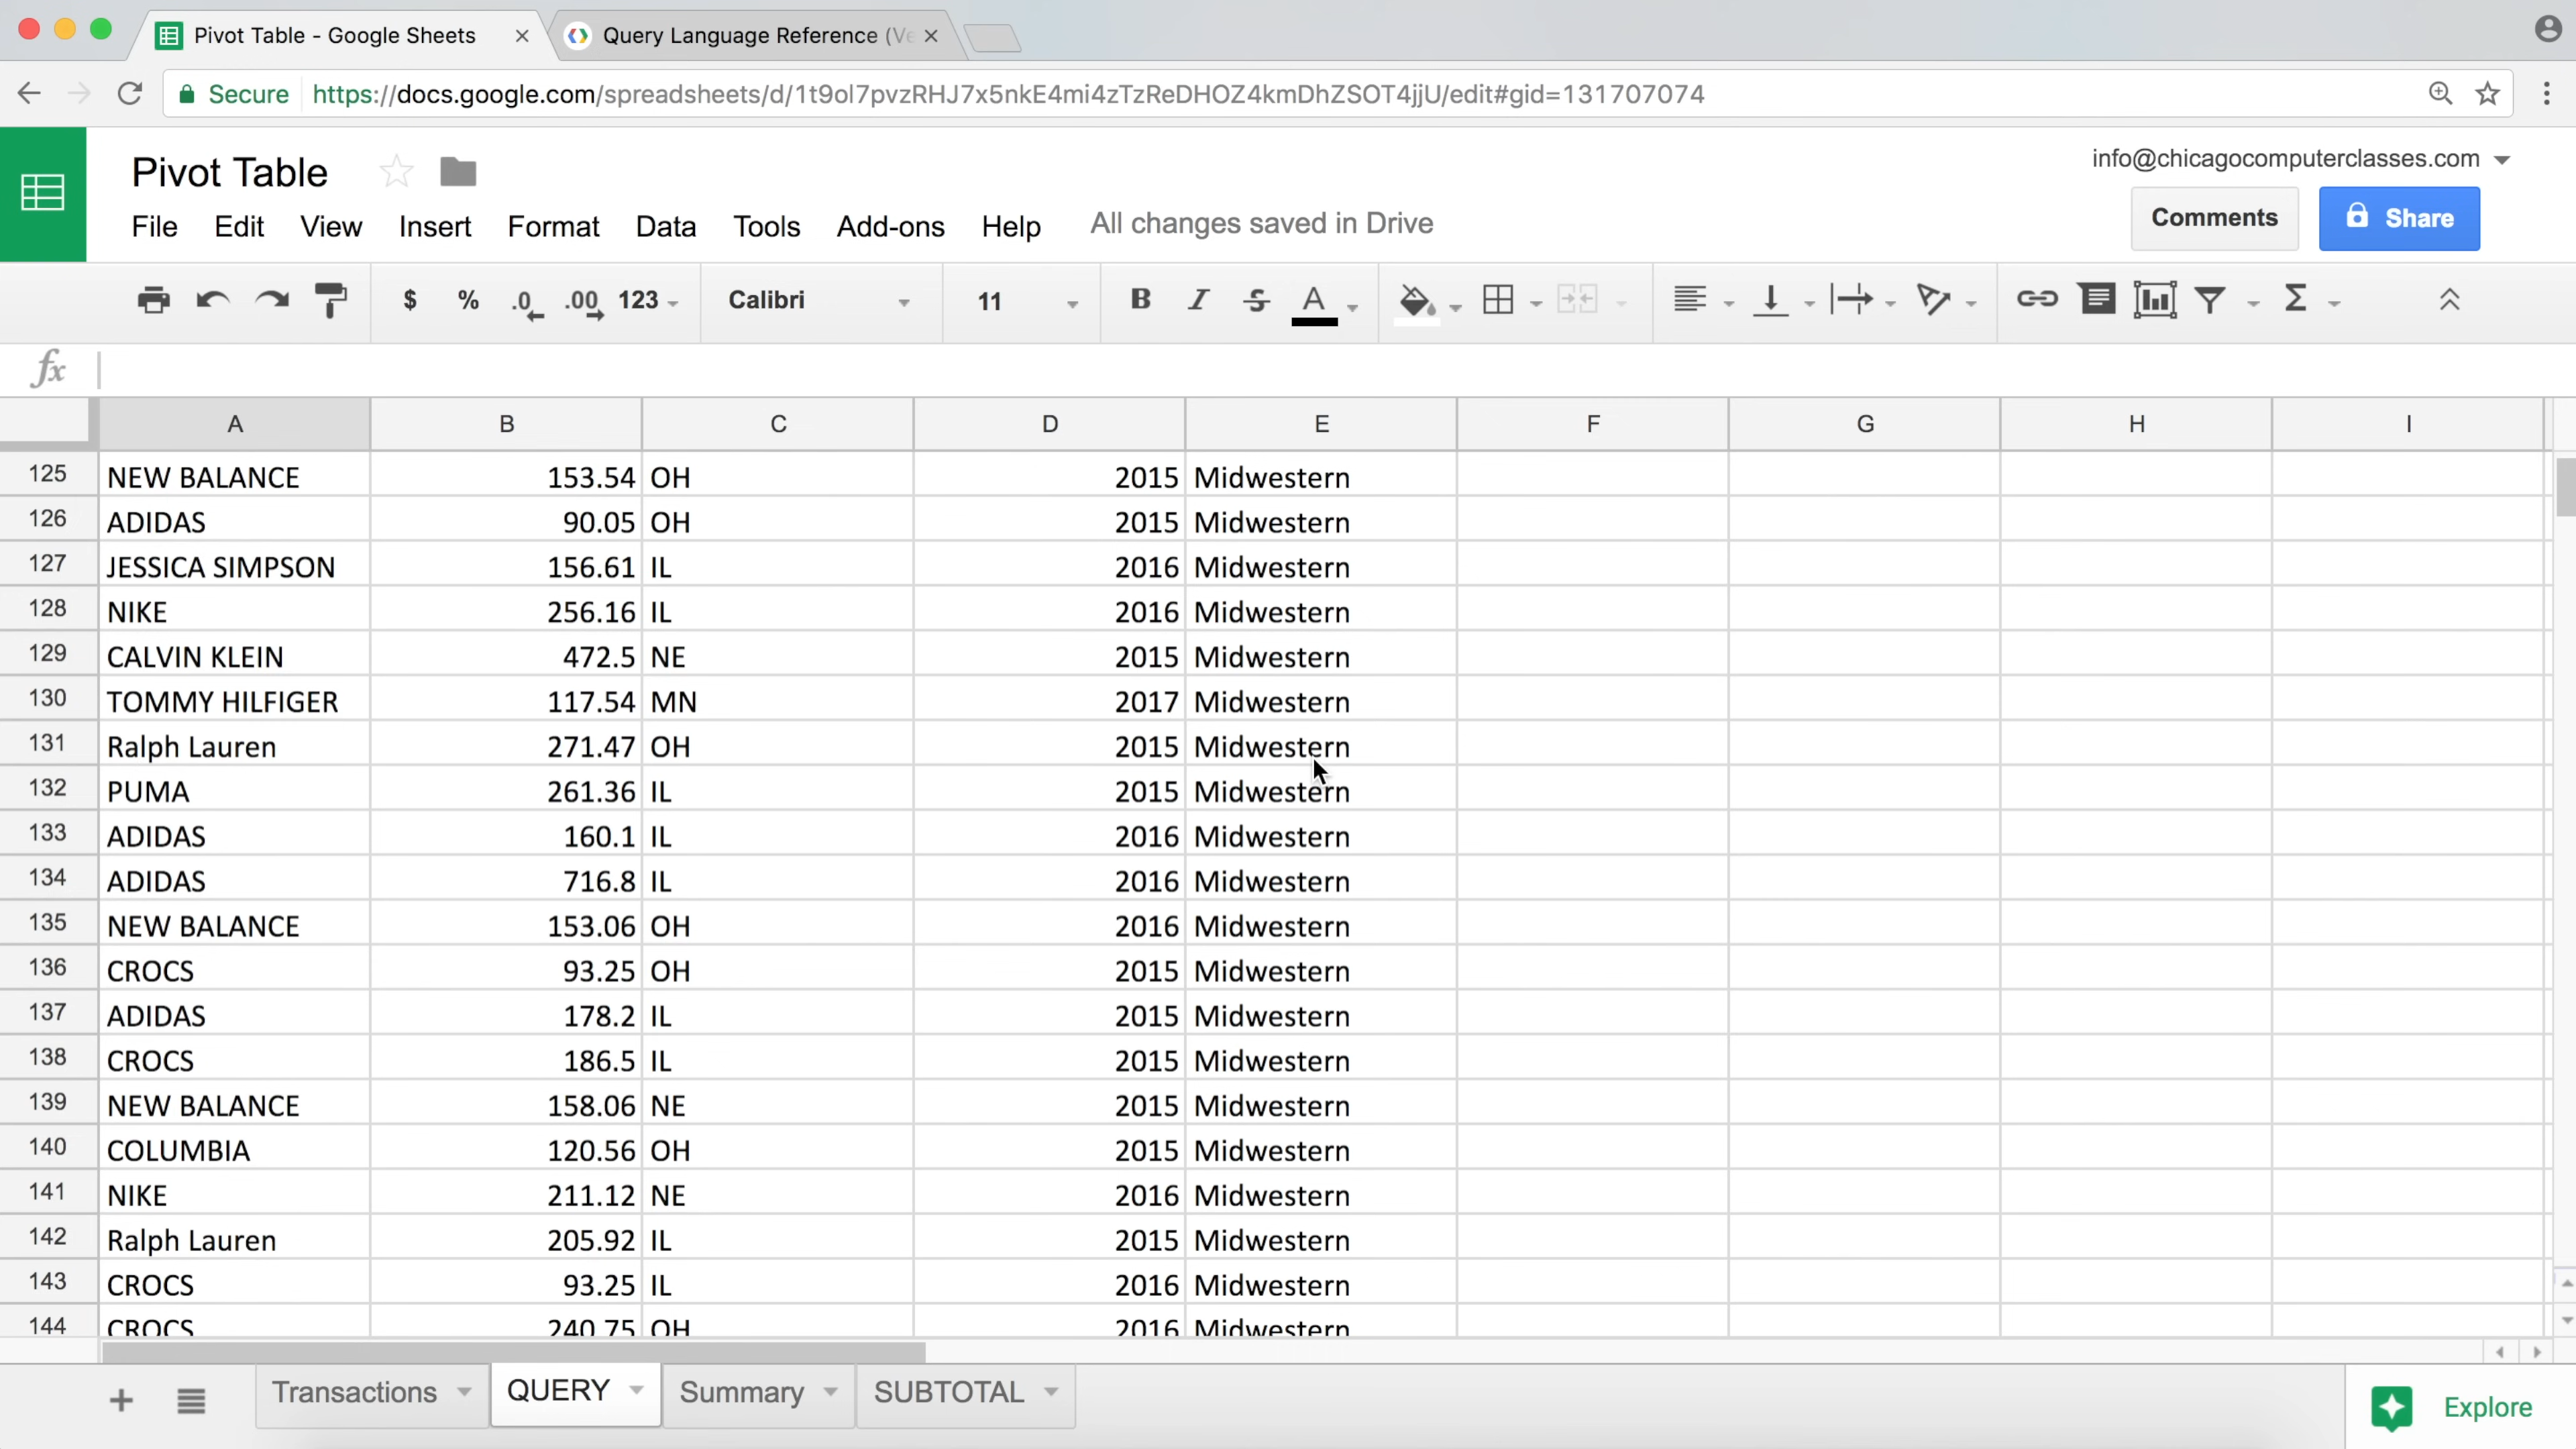 Pivot Table - Google Sheets
Query Language Reference (Ve
Secure https://docs.google.com/spreadsheets/d/1t9ol7pvzRHJ7x5nkE4mi4zTzReDHOZ4kmDhZSOT4jjU/edit#gid=131707074
Pivot Table
info@chicagocomputerclasses.com
File Edit View Insert Format Data Tools Add-ons Help All changes saved in Drive
Comments Share
$ % .0 .00 123 Calibri 11 B I S A Σ
fx
A B C D E F G H I
125 NEW BALANCE 153.54 OH 2015 Midwestern
126 ADIDAS 90.05 OH 2015 Midwestern
127 JESSICA SIMPSON 156.61 IL 2016 Midwestern
128 NIKE 256.16 IL 2016 Midwestern
129 CALVIN KLEIN 472.5 NE 2015 Midwestern
130 TOMMY HILFIGER 117.54 MN 2017 Midwestern
131 Ralph Lauren 271.47 OH 2015 Midwestern
132 PUMA 261.36 IL 2015 Midwestern
133 ADIDAS 160.1 IL 2016 Midwestern
134 ADIDAS 716.8 IL 2016 Midwestern
135 NEW BALANCE 153.06 OH 2016 Midwestern
136 CROCS 93.25 OH 2015 Midwestern
137 ADIDAS 178.2 IL 2015 Midwestern
138 CROCS 186.5 IL 2015 Midwestern
139 NEW BALANCE 158.06 NE 2015 Midwestern
140 COLUMBIA 120.56 OH 2015 Midwestern
141 NIKE 211.12 NE 2016 Midwestern
142 Ralph Lauren 205.92 IL 2015 Midwestern
143 CROCS 93.25 IL 2016 Midwestern
144 CROCS 240.75 OH 2016 Midwestern
Transactions QUERY Summary SUBTOTAL Explore